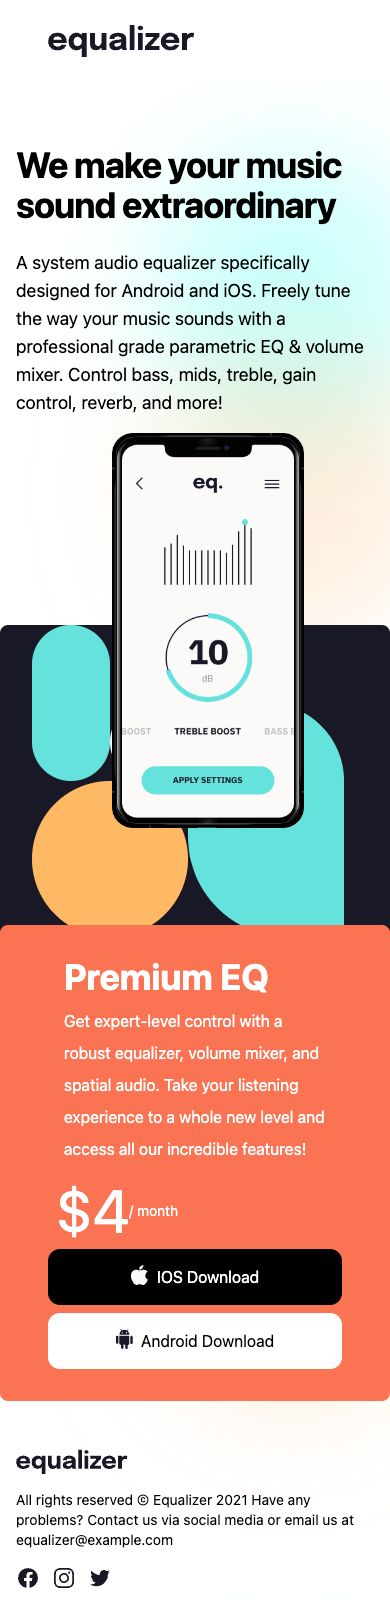 equalizer
We make your music
sound extraordinary
A system audio equalizer specifically
designed for Android and iOS. Freely tune
the way your music sounds with a
professional grade parametric EQ & volume
mixer. Control bass, mids, treble, gain
control, reverb, and more!
eq.
10
dB
BOOST TREBLE BOOST BASS
APPLY SETTINGS
Premium EQ
Get expert-level control with a
robust equalizer, volume mixer, and
spatial audio. Take your listening
experience to a whole new level and
access all our incredible features!
$4/ month
IOS Download
Android Download
equalizer
All rights reserved © Equalizer 2021 Have any
problems? Contact us via social media or email us at
equalizer@example.com